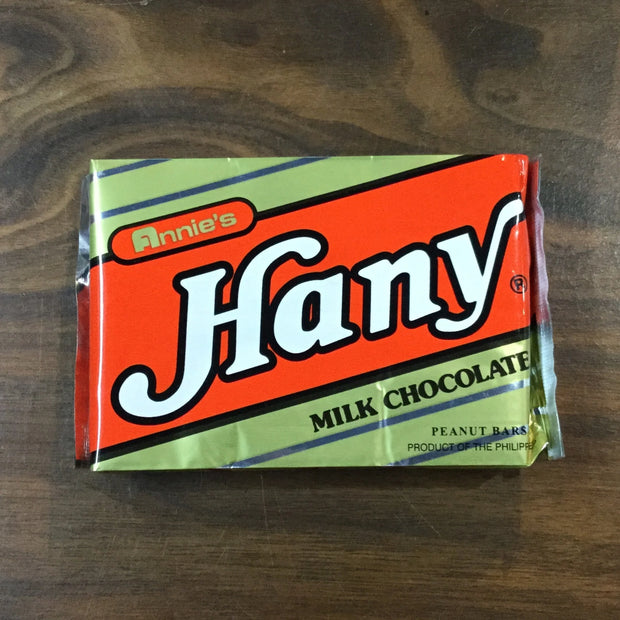 Annie's
Hany
®
MILK CHOCOLATE
PEANUT BARS
PRODUCT OF THE